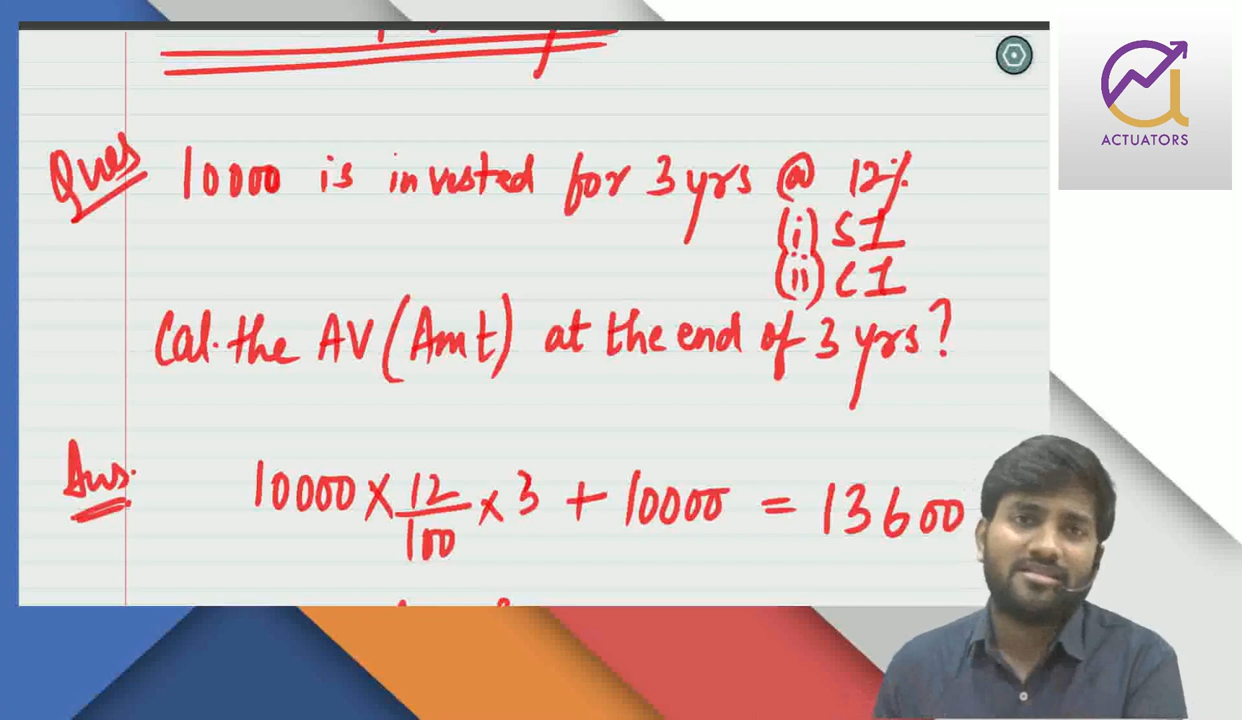 ACTUATORS
Ques 10000 is invested for 3 yrs @ 12%
(i) SI
(ii) CI
Cal. the AV (Amt) at the end of 3 yrs?
Ans. 10000 × 12/100 × 3 + 10000 = 13600